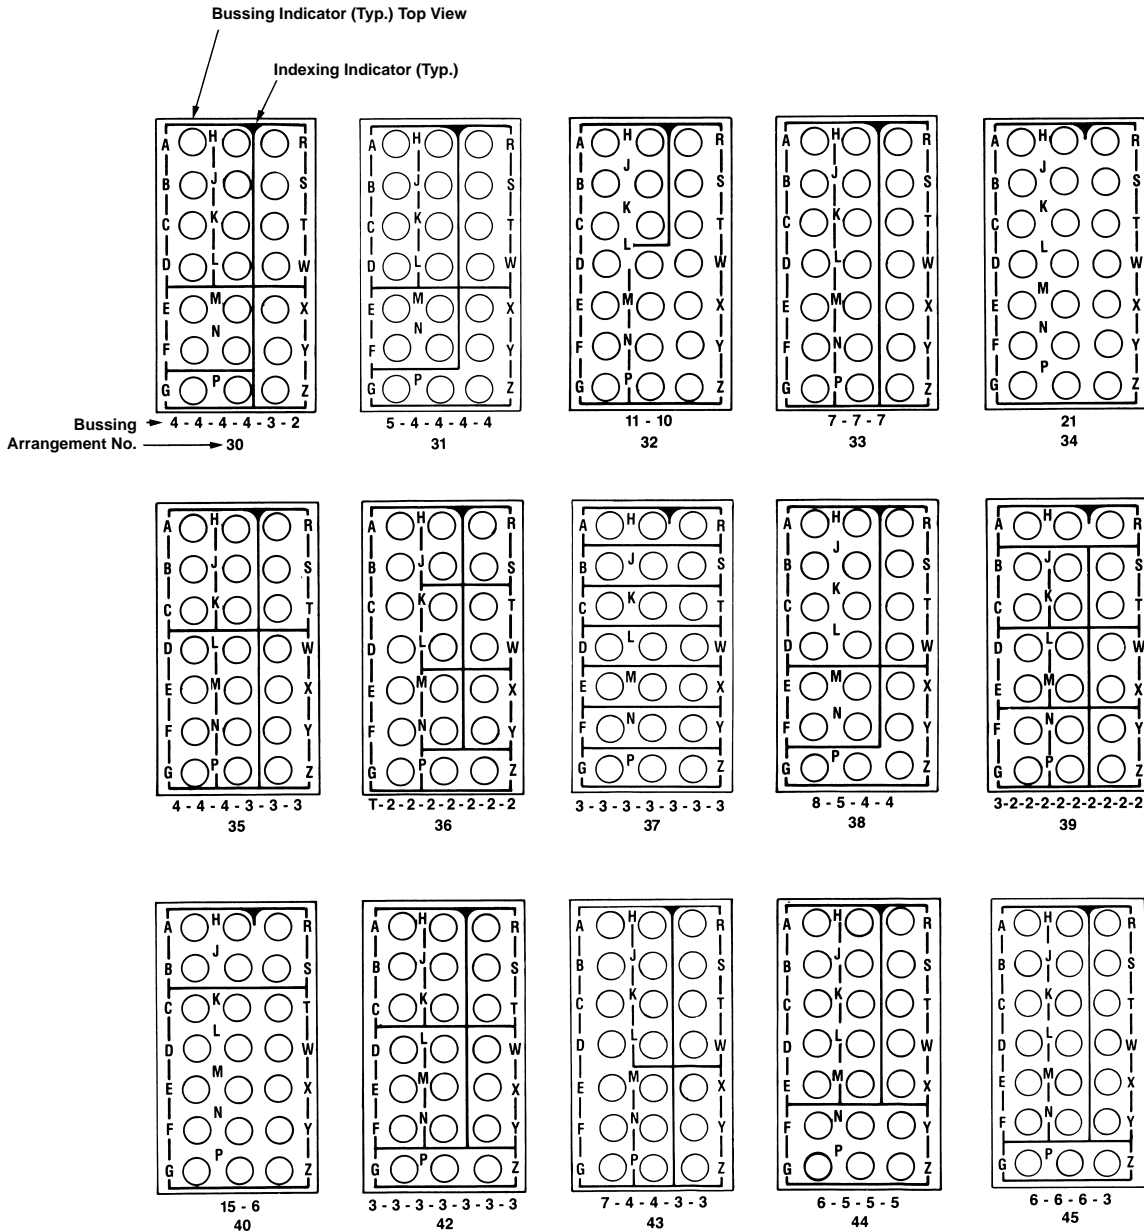 Bussing Indicator (Typ.) Top View
Indexing Indicator (Typ.)
A H R
B J S
C K T
D L W
E M X
F N Y
G P Z
Bussing 4 - 4 - 4 - 4 - 3 - 2
Arrangement No. 30
A H R
B J S
C K T
D L W
E M X
F N Y
G P Z
5 - 4 - 4 - 4 - 4
31
A H R
B J S
C K T
D L W
E M X
F N Y
G P Z
11 - 10
32
A H R
B J S
C K T
D L W
E M X
F N Y
G P Z
7 - 7 - 7
33
A H R
B J S
C K T
D L W
E M X
F N Y
G P Z
21
34
A H R
B J S
C K T
D L W
E M X
F N Y
G P Z
4 - 4 - 4 - 3 - 3 - 3
35
A H R
B J S
C K T
D L W
E M X
F N Y
G P Z
T - 2 - 2 - 2 - 2 - 2 - 2 - 2
36
A H R
B J S
C K T
D L W
E M X
F N Y
G P Z
3 - 3 - 3 - 3 - 3 - 3 - 3
37
A H R
B J S
C K T
D L W
E M X
F N Y
G P Z
8 - 5 - 4 - 4
38
A H R
B J S
C K T
D L W
E M X
F N Y
G P Z
3-2-2-2-2-2-2-2-2-2
39
A H R
B J S
C K T
D L W
E M X
F N Y
G P Z
15 - 6
40
A H R
B J S
C K T
D L W
E M X
F N Y
G P Z
3 - 3 - 3 - 3 - 3 - 3 - 3
42
A H R
B J S
C K T
D L W
E M X
F N Y
G P Z
7 - 4 - 4 - 3 - 3
43
A H R
B J S
C K T
D L W
E M X
F N Y
G P Z
6 - 5 - 5 - 5
44
A H R
B J S
C K T
D L W
E M X
F N Y
G P Z
6 - 6 - 6 - 3
45